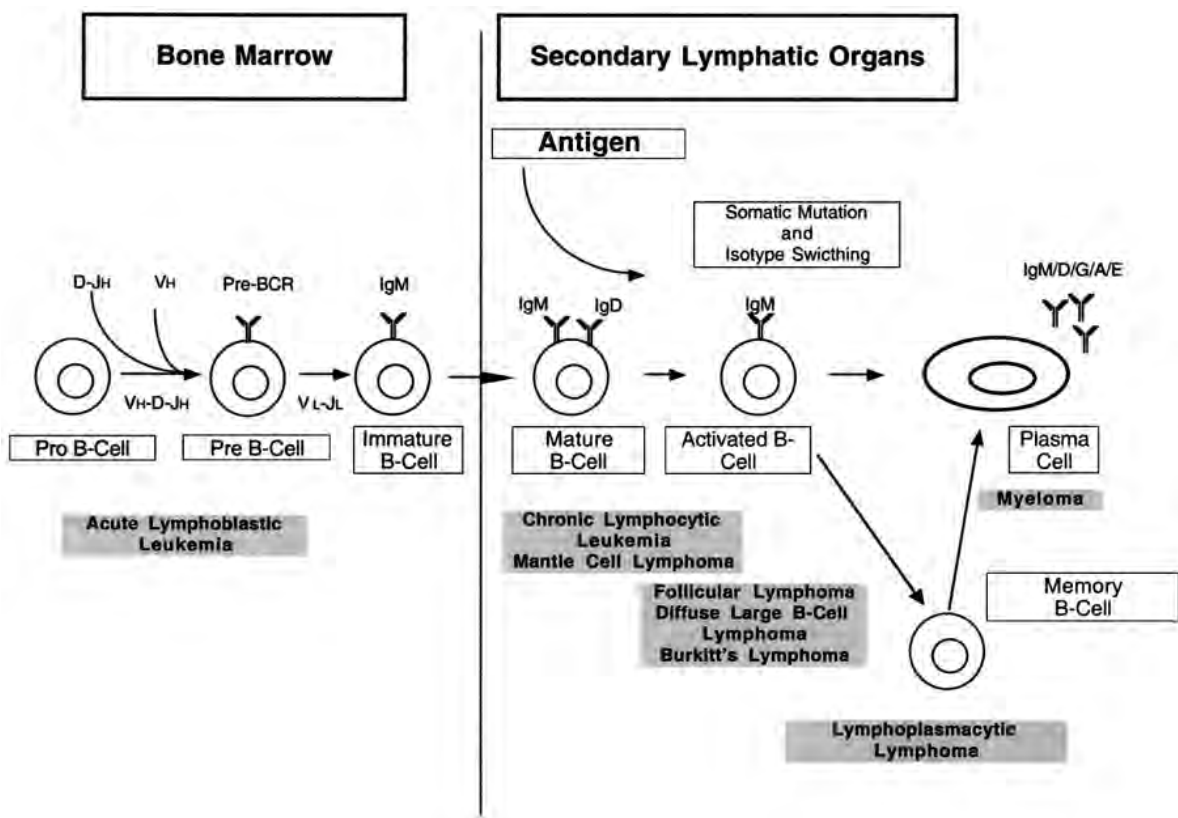 Bone Marrow
Secondary Lymphatic Organs
Antigen
Somatic Mutation
and
Isotype Swicthing
D-JH
VH
Pre-BCR
IgM
IgM
IgD
IgM
IgM/D/G/A/E
VH-D-JH
VL-JL
Pro B-Cell
Pre B-Cell
Immature
B-Cell
Mature
B-Cell
Activated B-
Cell
Plasma
Cell
Myeloma
Acute Lymphoblastic
Leukemia
Chronic Lymphocytic
Leukemia
Mantle Cell Lymphoma
Follicular Lymphoma
Diffuse Large B-Cell
Lymphoma
Burkitt's Lymphoma
Memory
B-Cell
Lymphoplasmacytic
Lymphoma